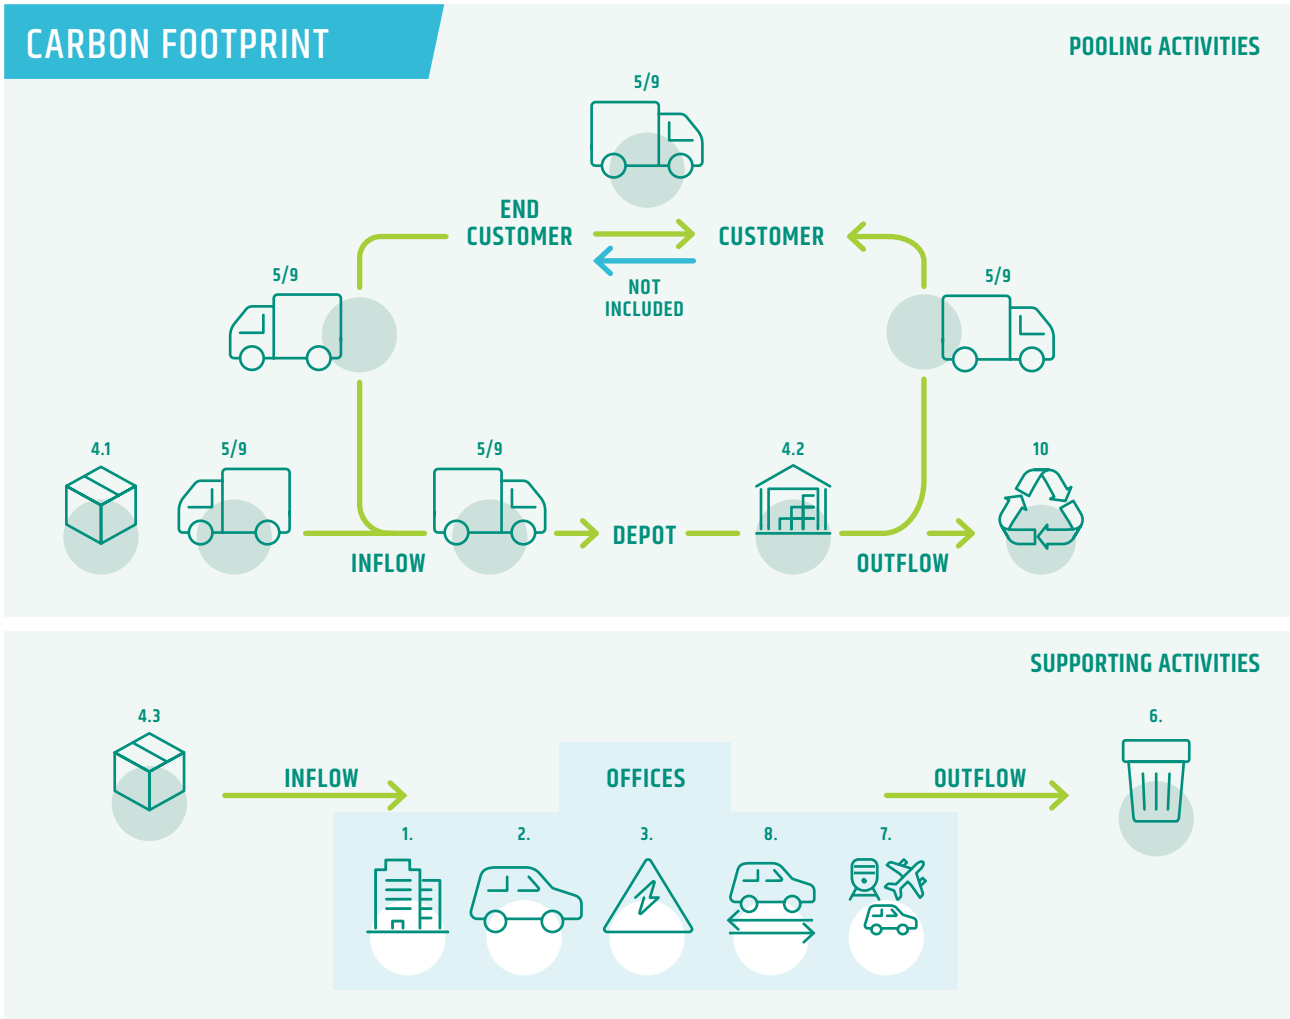 CARBON FOOTPRINT
POOLING ACTIVITIES
5/9
END
CUSTOMER
CUSTOMER
NOT
INCLUDED
5/9
5/9
4.1
5/9
5/9
4.2
10
DEPOT
INFLOW
OUTFLOW
SUPPORTING ACTIVITIES
4.3
6.
INFLOW
OFFICES
OUTFLOW
1.
2.
3.
8.
7.